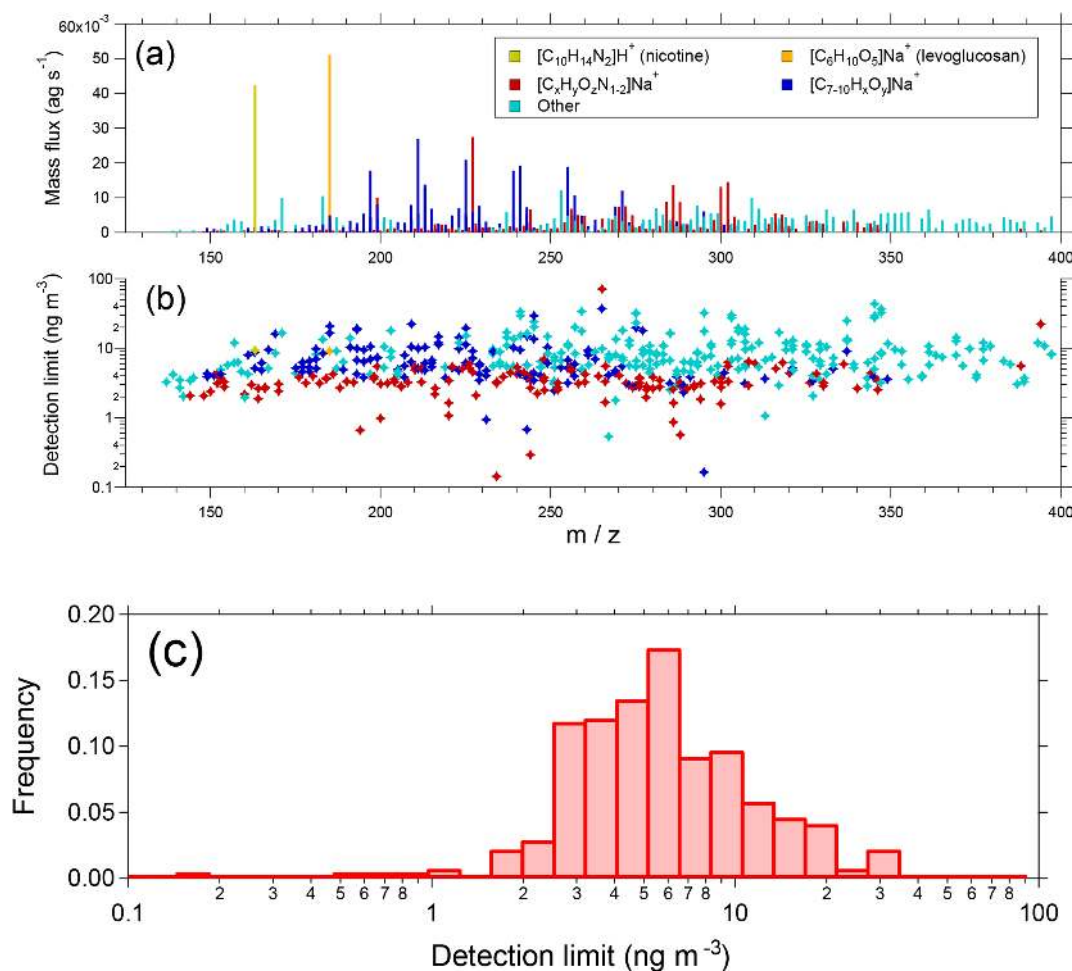 (a)
60x10⁻³
50
40
30
20
10
0
Mass flux (ag s⁻¹)
[C₁₀H₁₄N₂]H⁺ (nicotine)
[C₆H₁₀O₅]Na⁺ (levoglucosan)
[CₓHᵧO_zN₁₋₂]Na⁺
[C₇₋₁₀HₓOᵧ]Na⁺
Other
150 200 250 300 350 400
(b)
100
4
2
10
4
2
1
4
2
0.1
Detection limit (ng m⁻³)
150 200 250 300 350 400
m / z
(c)
0.20
0.15
0.10
0.05
0.00
Frequency
0.1 2 3 4 5 6 7 8 1 2 3 4 5 6 7 8 10 2 3 4 5 6 7 8 100
Detection limit (ng m⁻³)